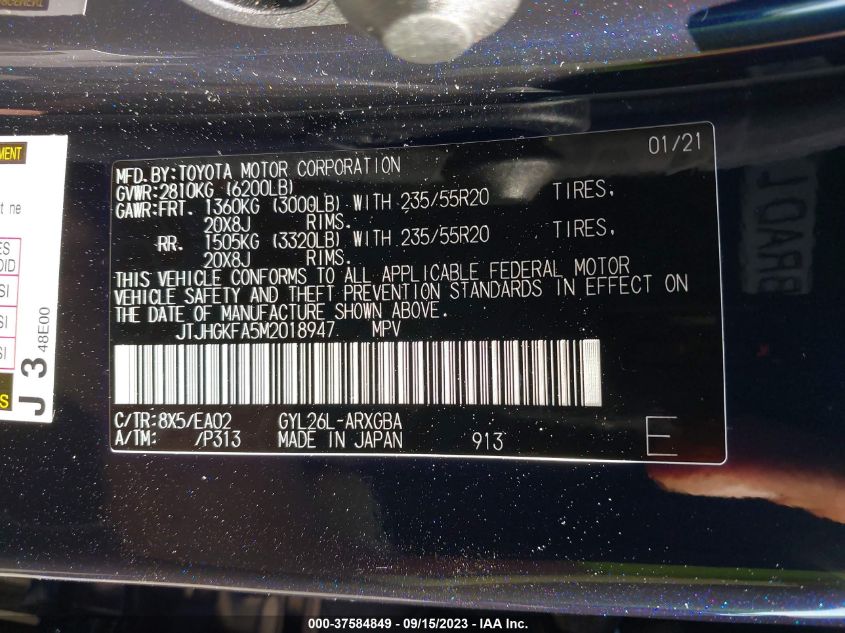 01/21
MFD.BY:TOYOTA MOTOR CORPORATION
GVWR:2810KG (6200LB)
GAWR:FRT. 1360KG (3000LB) WITH 235/55R20 TIRES,
20X8J RIMS.
RR. 1505KG (3320LB) WITH 235/55R20 TIRES,
20X8J RIMS.
THIS VEHICLE CONFORMS TO ALL APPLICABLE FEDERAL MOTOR
VEHICLE SAFETY AND THEFT PREVENTION STANDARDS IN EFFECT ON
THE DATE OF MANUFACTURE SHOWN ABOVE.
JTJHGKFA5M2018947 MPV
C/TR:8X5/EA02 GYL26L-ARXGBA
A/TM: /P313 MADE IN JAPAN 913 E
J 3
48E00
000-37584849 - 09/15/2023 - IAA Inc.